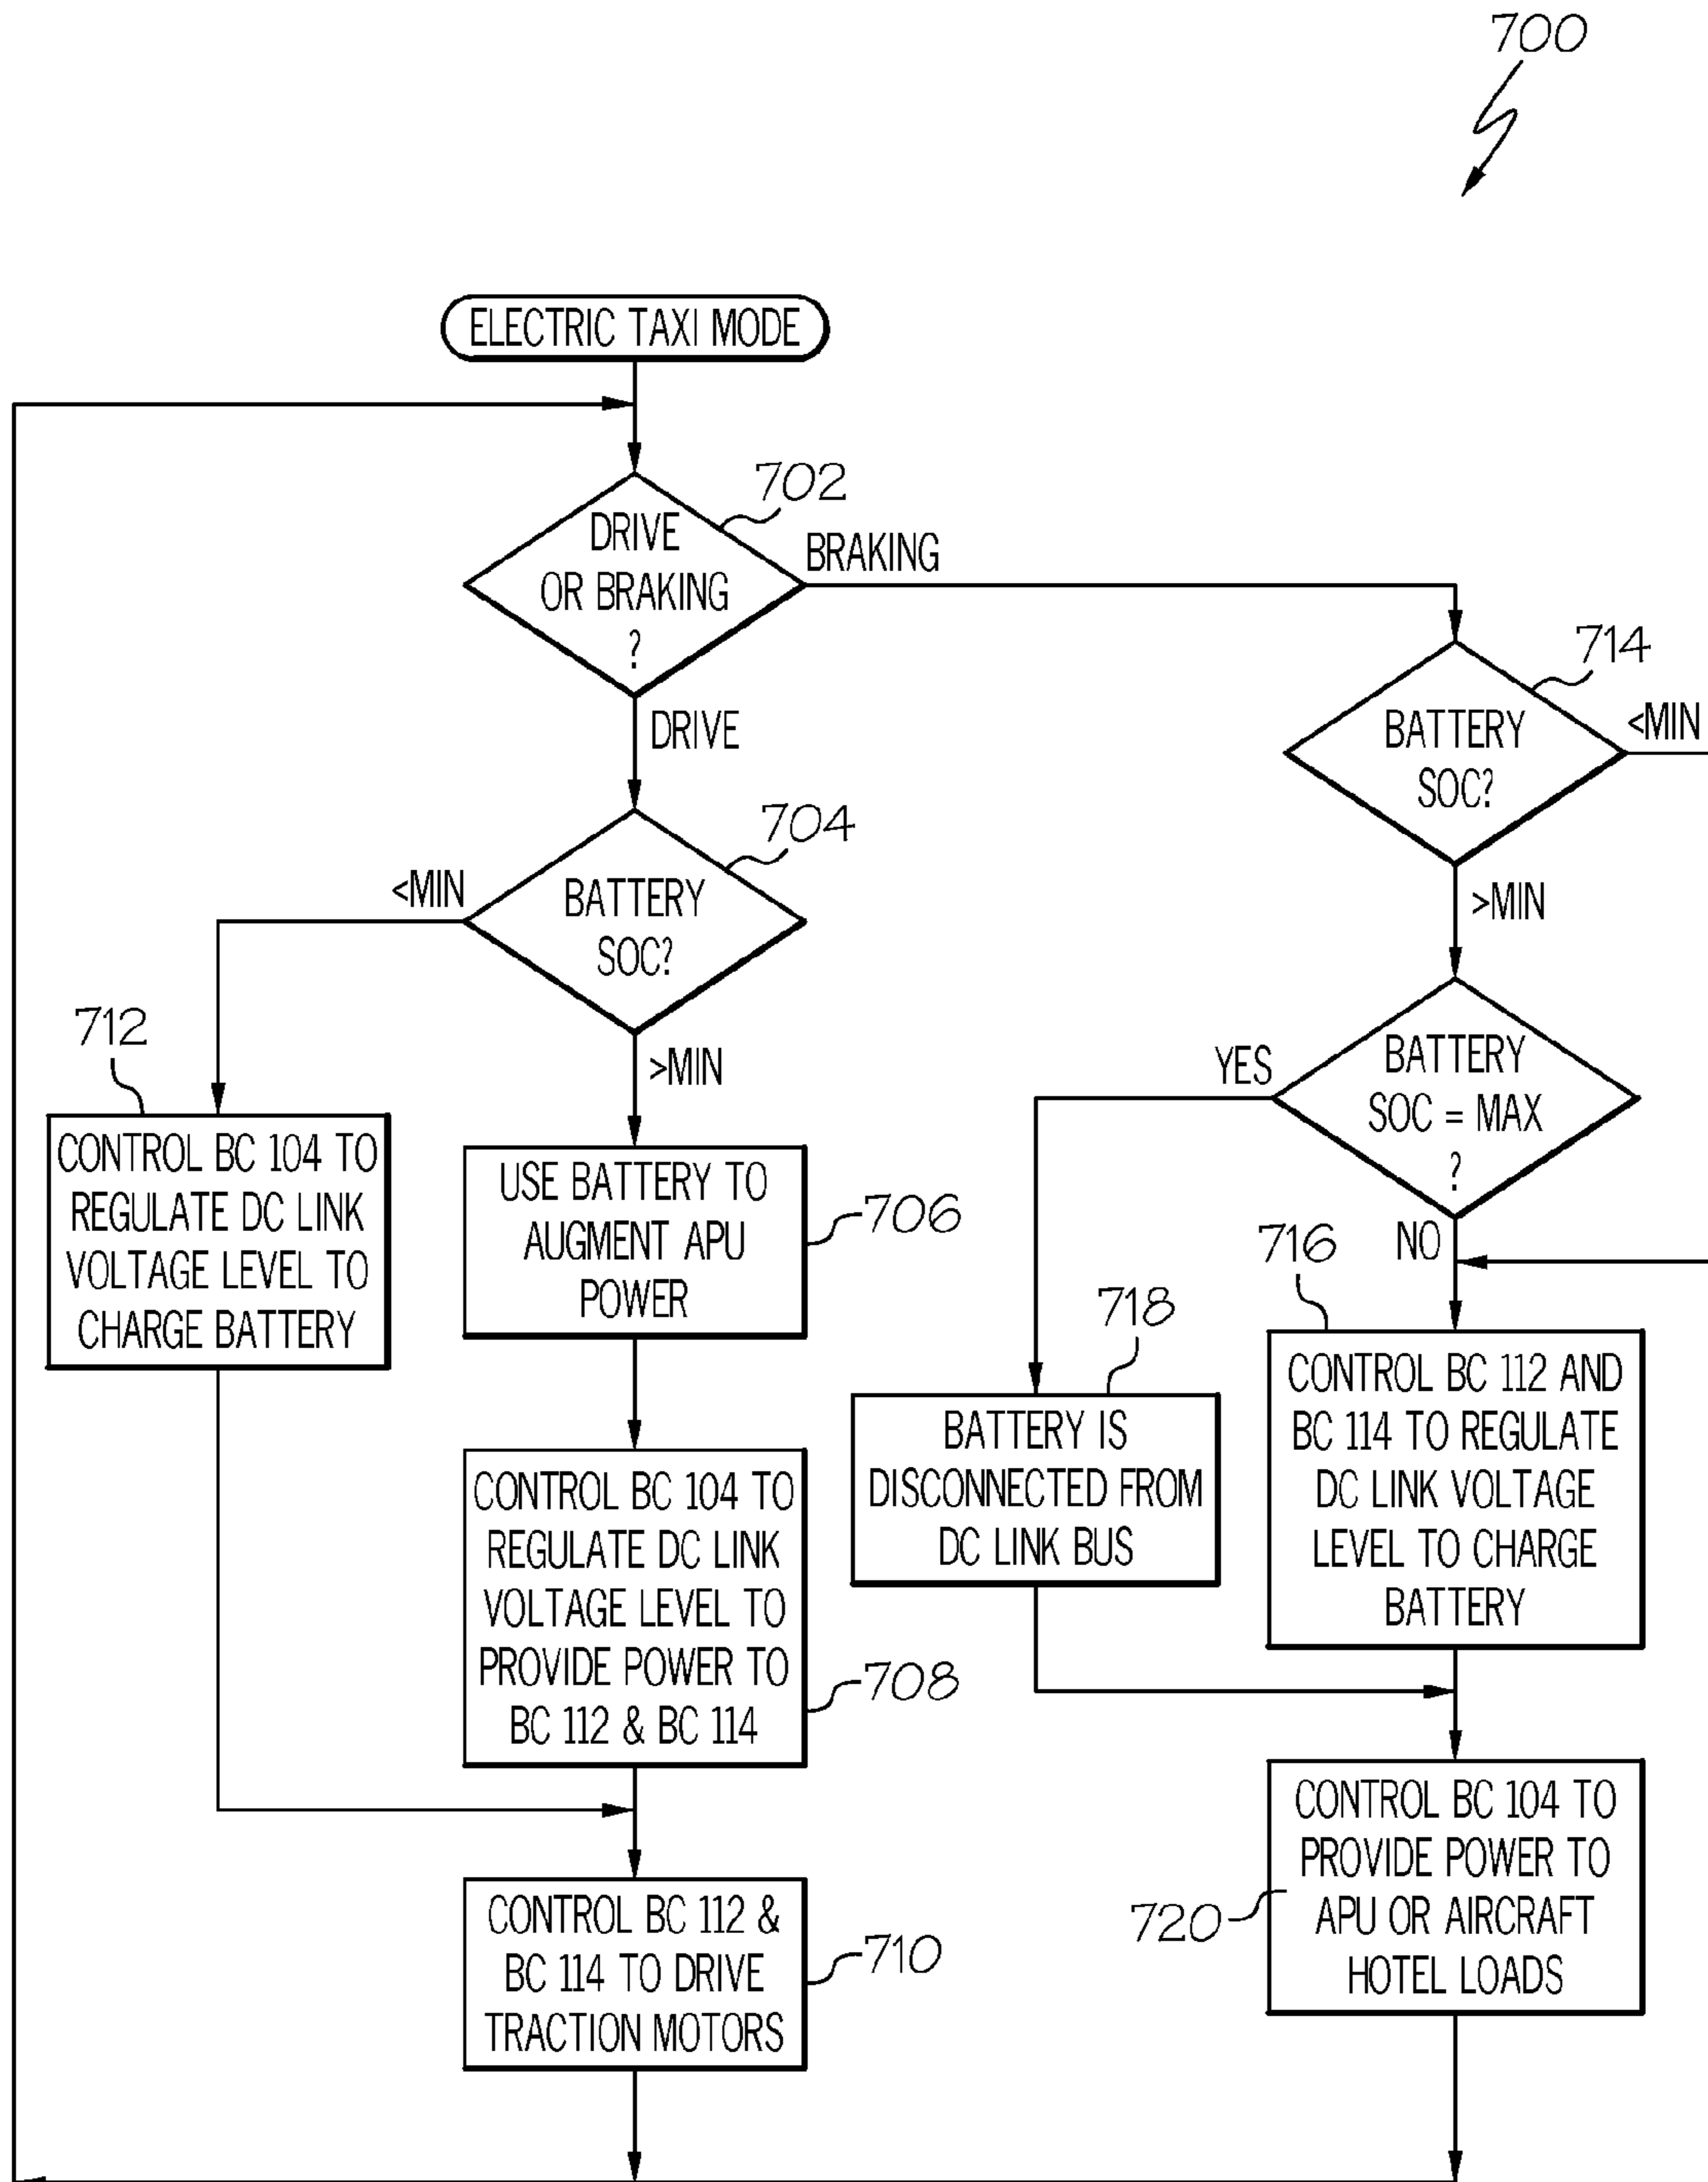 700
ELECTRIC TAXI MODE
702
DRIVE
OR BRAKING
?
BRAKING
DRIVE
714
BATTERY
SOC?
<MIN
>MIN
704
BATTERY
SOC?
<MIN
>MIN
BATTERY
SOC = MAX
?
YES
NO
712
CONTROL BC 104 TO
REGULATE DC LINK
VOLTAGE LEVEL TO
CHARGE BATTERY
USE BATTERY TO
AUGMENT APU
POWER
706
718
BATTERY IS
DISCONNECTED FROM
DC LINK BUS
716
CONTROL BC 112 AND
BC 114 TO REGULATE
DC LINK VOLTAGE
LEVEL TO CHARGE
BATTERY
CONTROL BC 104 TO
REGULATE DC LINK
VOLTAGE LEVEL TO
PROVIDE POWER TO
BC 112 & BC 114
708
CONTROL BC 112 &
BC 114 TO DRIVE
TRACTION MOTORS
710
720
CONTROL BC 104 TO
PROVIDE POWER TO
APU OR AIRCRAFT
HOTEL LOADS